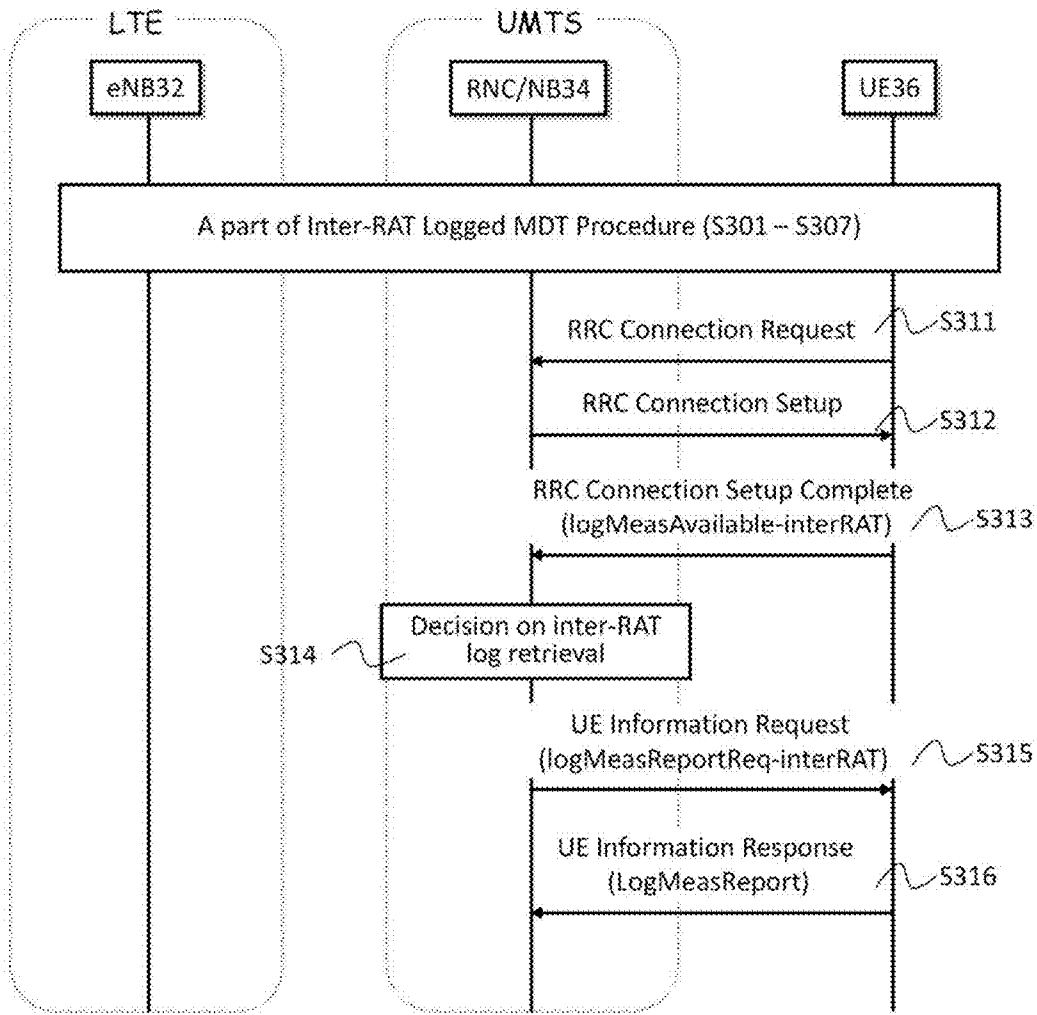 LTE
UMTS
eNB32
RNC/NB34
UE36
A part of Inter-RAT Logged MDT Procedure (S301 – S307)
RRC Connection Request
S311
RRC Connection Setup
S312
RRC Connection Setup Complete
(logMeasAvailable-interRAT)
S313
Decision on inter-RAT
log retrieval
S314
UE Information Request
(logMeasReportReq-interRAT)
S315
UE Information Response
(LogMeasReport)
S316